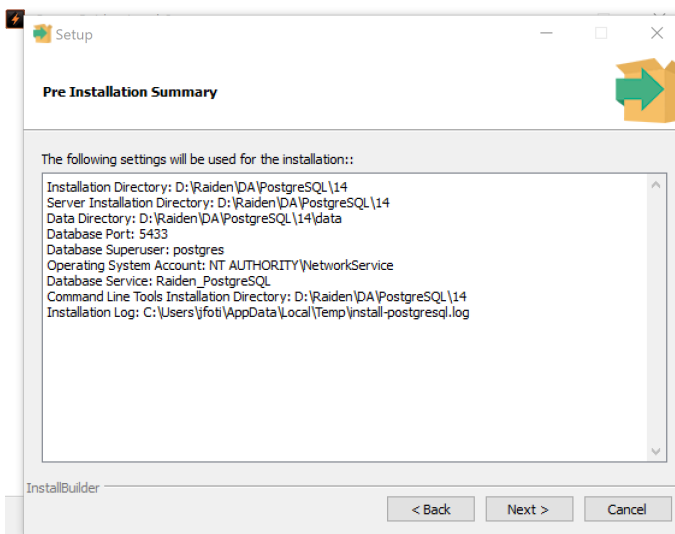 Setup
Pre Installation Summary
The following settings will be used for the installation::
Installation Directory: D:\Raiden\DA\PostgreSQL\14
Server Installation Directory: D:\Raiden\DA\PostgreSQL\14
Data Directory: D:\Raiden\DA\PostgreSQL\14\data
Database Port: 5433
Database Superuser: postgres
Operating System Account: NT AUTHORITY\NetworkService
Database Service: Raiden_PostgreSQL
Command Line Tools Installation Directory: D:\Raiden\DA\PostgreSQL\14
Installation Log: C:\Users\jfoti\AppData\Local\Temp\install-postgresql.log
InstallBuilder
< Back Next > Cancel